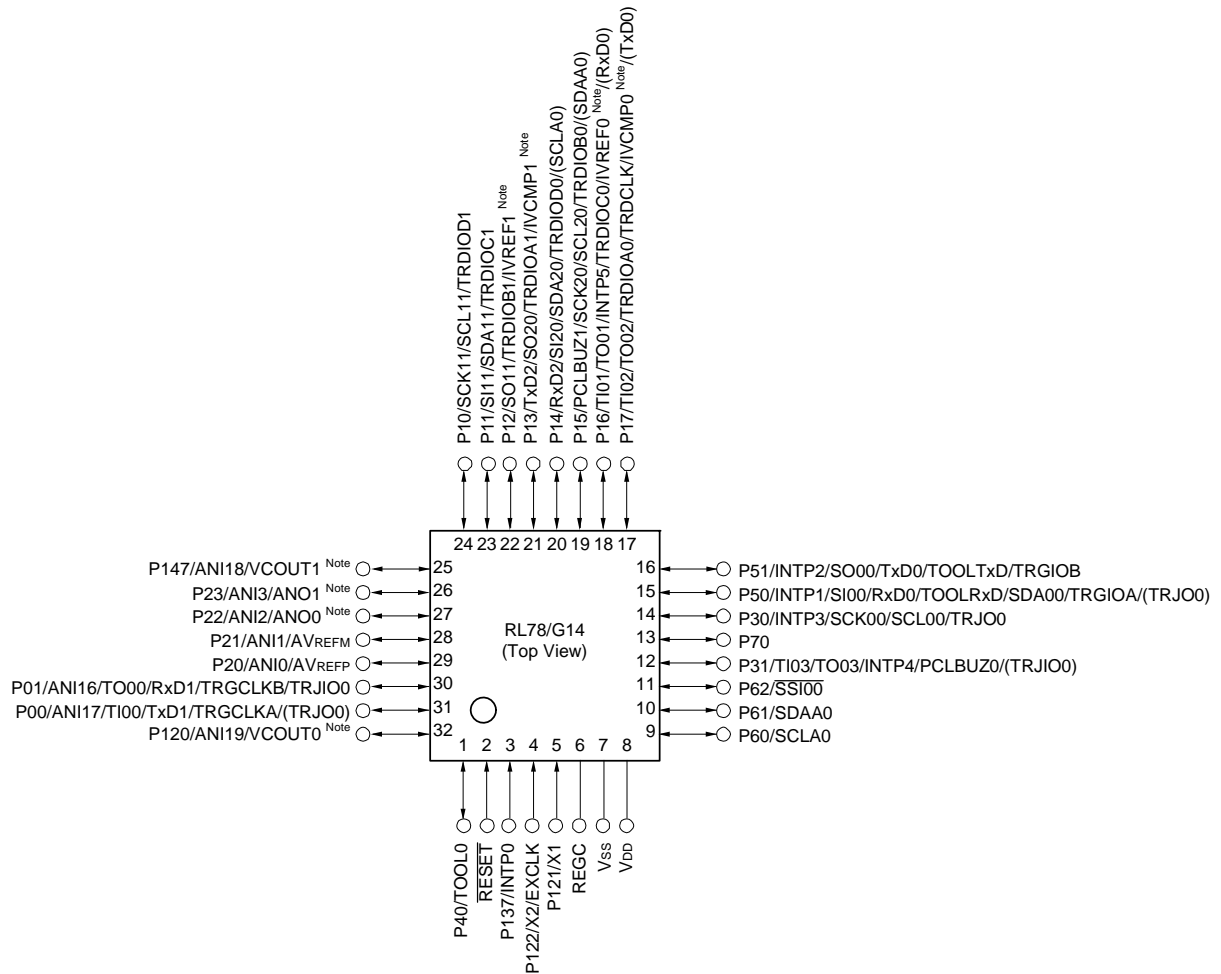 P10/SCK11/SCL11/TRDIOD1
P11/SI11/SDA11/TRDIOC1
P12/SO11/TRDIOB1/IVREF1 Note
P13/TxD2/SO20/TRDIOA1/IVCMP1 Note
P14/RxD2/SI20/SDA20/TRDIOD0/(SCLA0)
P15/PCLBUZ1/SCK20/SCL20/TRDIOB0/(SDAA0)
P16/TI01/TO01/INTP5/TRDIOC0/IVREF0 Note/(RxD0)
P17/TI02/TO02/TRDIOA0/TRDCLK/IVCMP0 Note/(TxD0)
24 23 22 21 20 19 18 17
P147/ANI18/VCOUT1 Note 25
P23/ANI3/ANO1 Note 26
P22/ANI2/ANO0 Note 27
P21/ANI1/AVREFM 28
P20/ANI0/AVREFP 29
P01/ANI16/TO00/RxD1/TRGCLKB/TRJIO0 30
P00/ANI17/TI00/TxD1/TRGCLKA/(TRJO0) 31
P120/ANI19/VCOUT0 Note 32
RL78/G14
(Top View)
16 P51/INTP2/SO00/TxD0/TOOLTxD/TRGIOB
15 P50/INTP1/SI00/RxD0/TOOLRxD/SDA00/TRGIOA/(TRJO0)
14 P30/INTP3/SCK00/SCL00/TRJO0
13 P70
12 P31/TI03/TO03/INTP4/PCLBUZ0/(TRJIO0)
11 P62/SSI00
10 P61/SDAA0
9 P60/SCLA0
1 2 3 4 5 6 7 8
P40/TOOL0
RESET
P137/INTP0
P122/X2/EXCLK
P121/X1
REGC
VSS
VDD